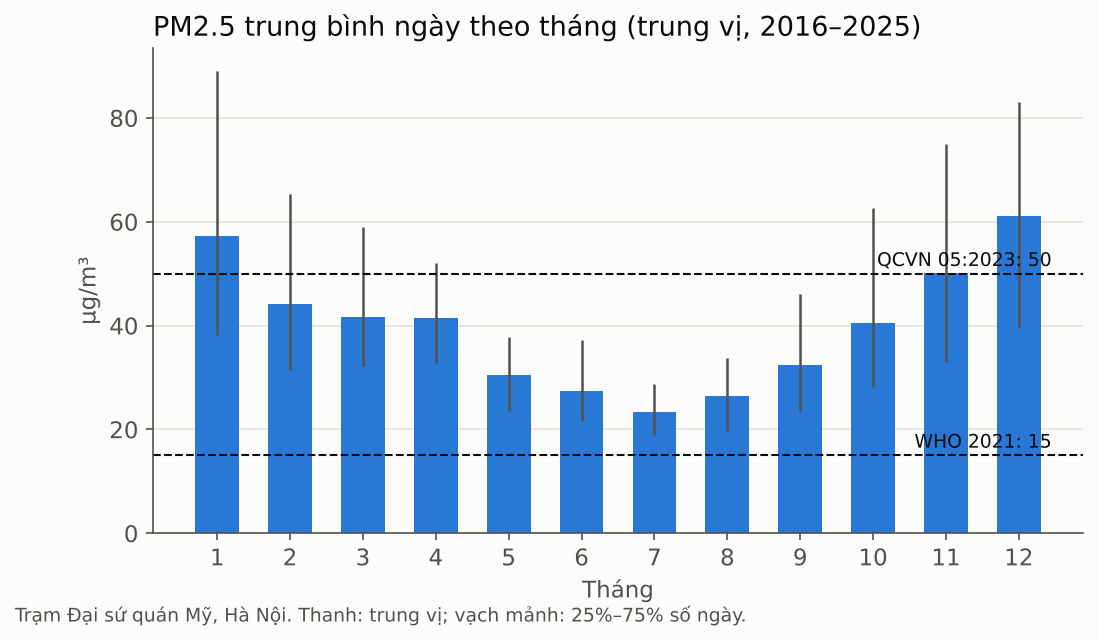 PM2.5 trung bình ngày theo tháng (trung vị, 2016–2025)
µg/m³
80
60
40
20
0
QCVN 05:2023: 50
WHO 2021: 15
1 2 3 4 5 6 7 8 9 10 11 12
Tháng
Trạm Đại sứ quán Mỹ, Hà Nội. Thanh: trung vị; vạch mảnh: 25%–75% số ngày.